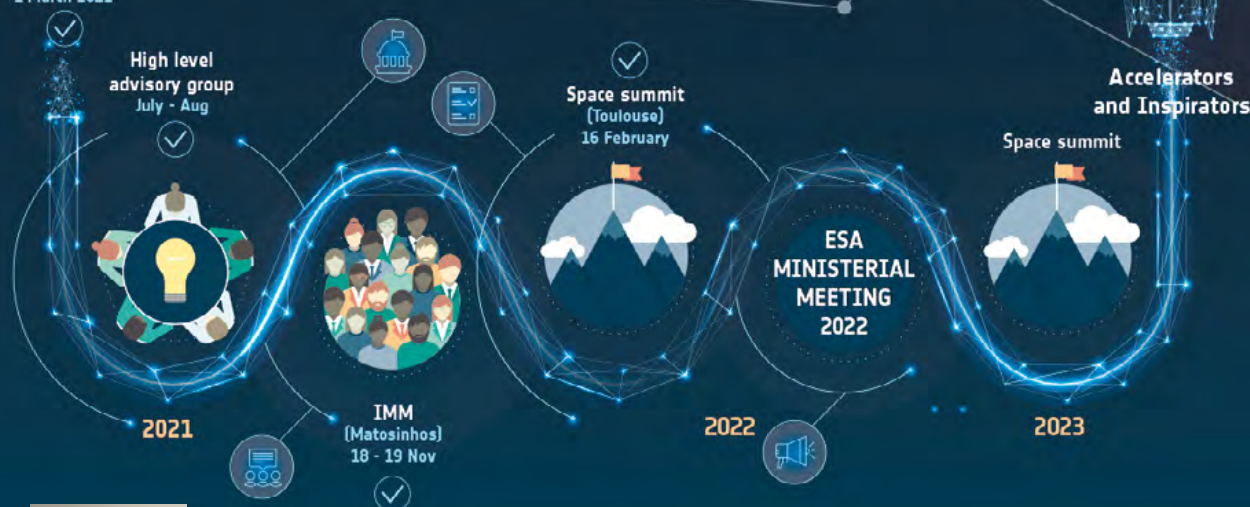 High level
advisory group
July - Aug
Space summit
(Toulouse)
16 February
Accelerators
and Inspirators
Space summit
ESA
MINISTERIAL
MEETING
2022
2021
IMM
(Matosinhos)
18 - 19 Nov
2022
2023